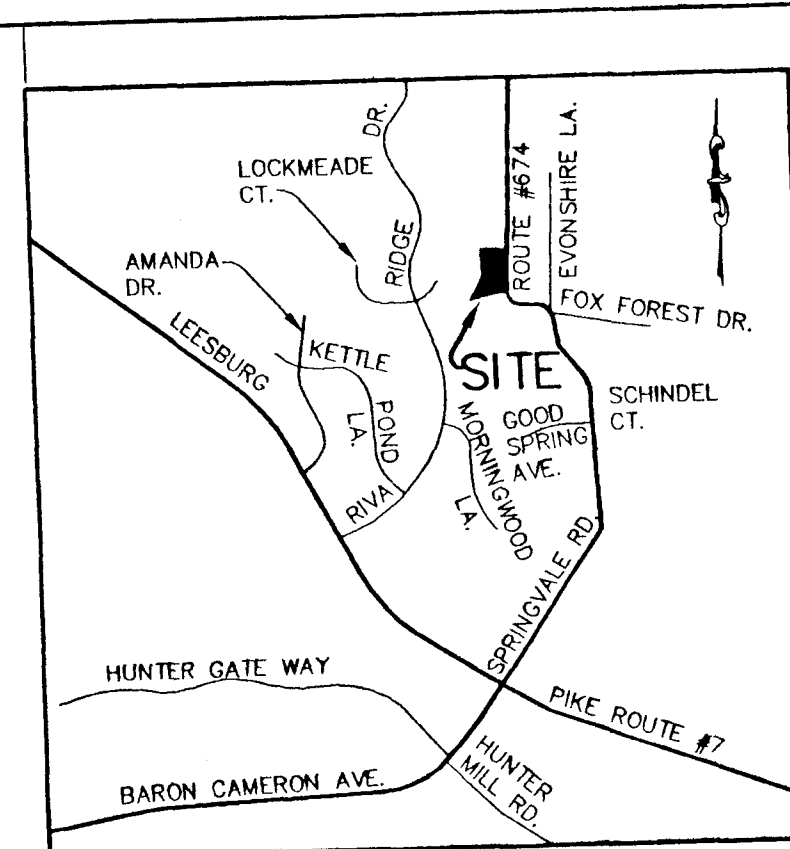 DR.
LOCKMEADE
CT.
RIDGE
ROUTE #674
EVONSHIRE LA.
AMANDA
DR.
LEESBURG
KETTLE
POND
LA.
FOX FOREST DR.
SITE
SCHINDEL
CT.
GOOD
SPRING
AVE.
MORNINGWOOD
LA.
RIVA
SPRINGVALE RD.
HUNTER GATE WAY
PIKE ROUTE #7
HUNTER
MILL RD.
BARON CAMERON AVE.